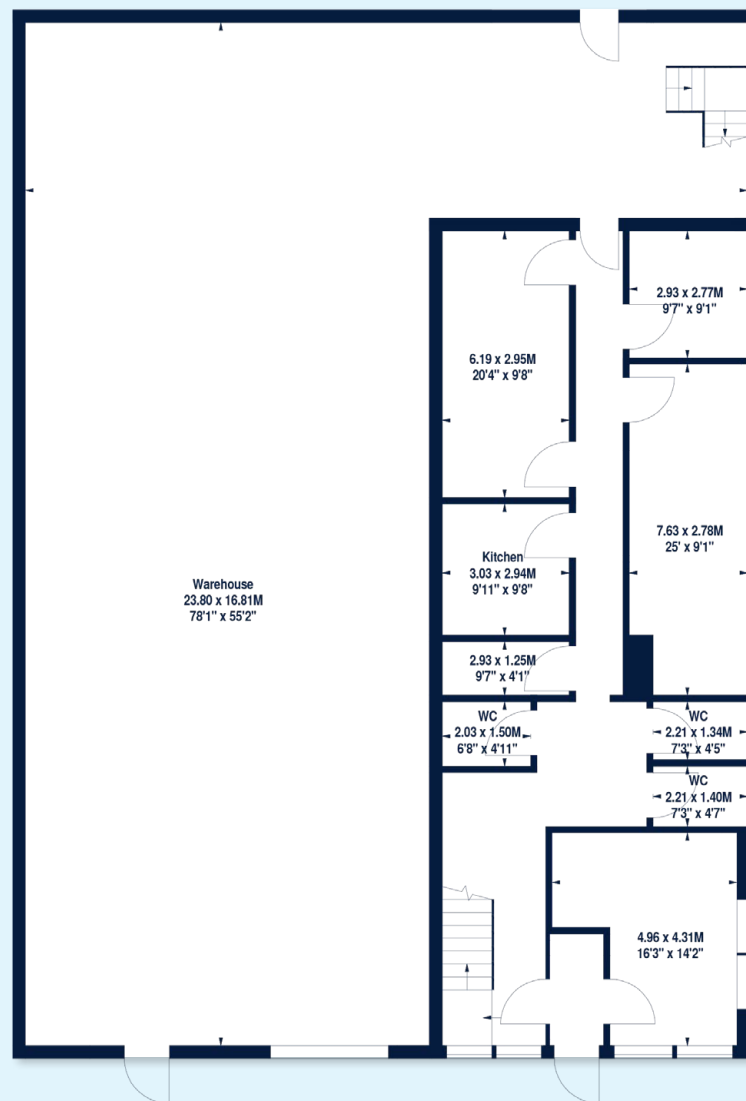 2.93 x 2.77M
9'7" x 9'1"
6.19 x 2.95M
20'4" x 9'8"
7.63 x 2.78M
25' x 9'1"
Kitchen
3.03 x 2.94M
9'11" x 9'8"
Warehouse
23.80 x 16.81M
78'1" x 55'2"
2.93 x 1.25M
9'7" x 4'1"
WC
2.03 x 1.50M
6'8" x 4'11"
WC
2.21 x 1.34M
7'3" x 4'5"
WC
2.21 x 1.40M
7'3" x 4'7"
4.96 x 4.31M
16'3" x 14'2"